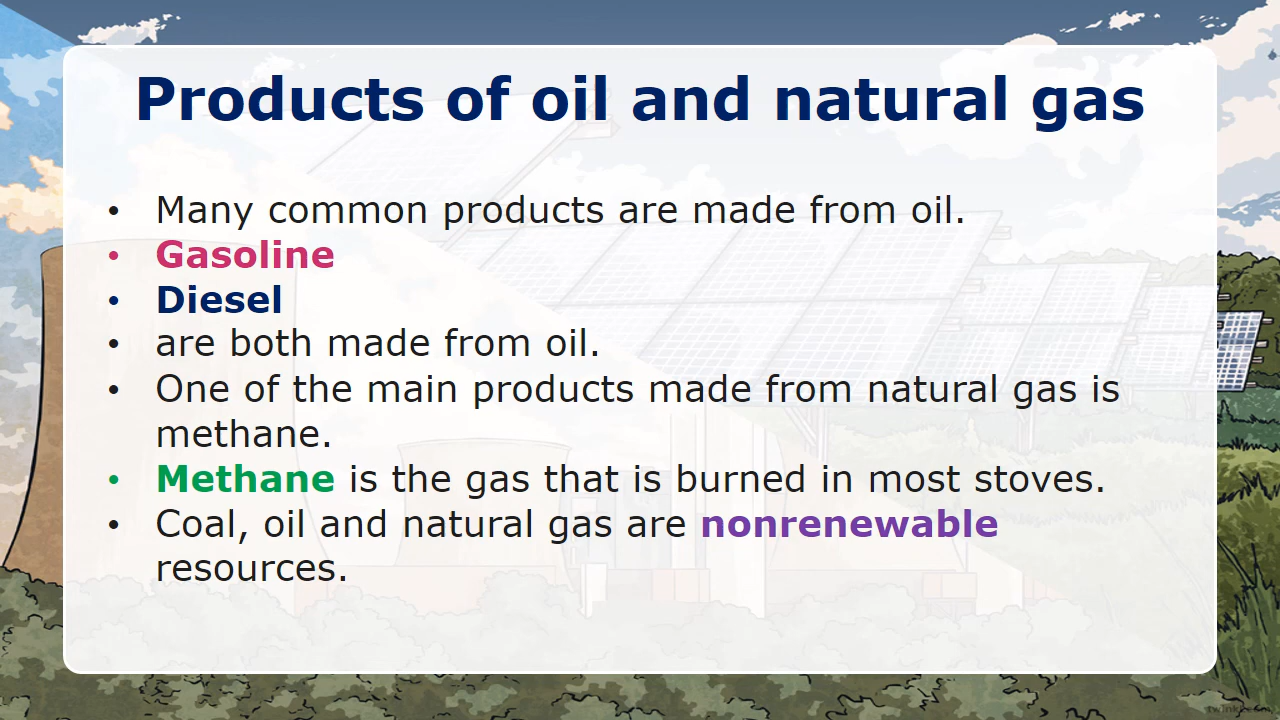 Products of oil and natural gas
• Many common products are made from oil.
• Gasoline
• Diesel
• are both made from oil.
• One of the main products made from natural gas is
methane.
• Methane is the gas that is burned in most stoves.
• Coal, oil and natural gas are nonrenewable
resources.